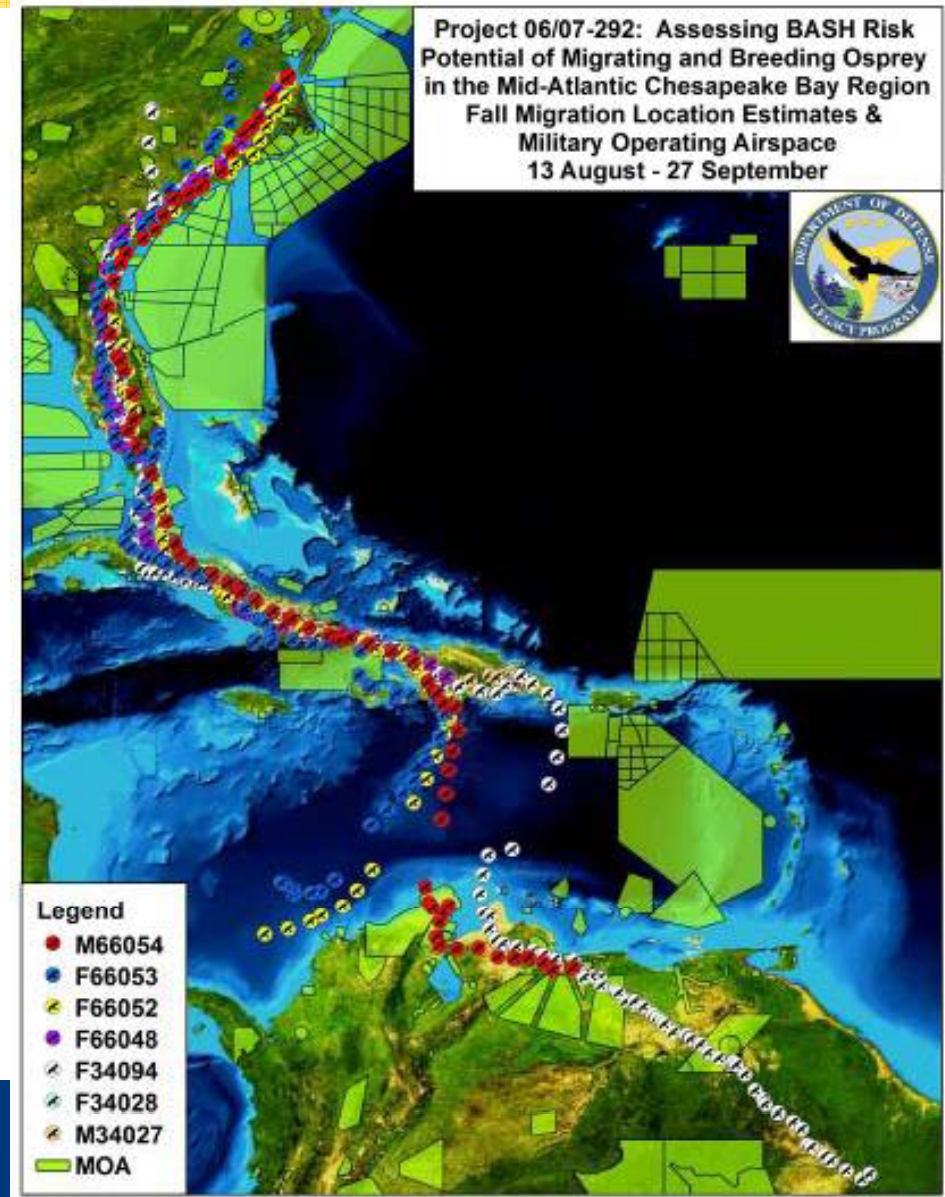 Project 06/07-292: Assessing BASH Risk
Potential of Migrating and Breeding Osprey
in the Mid-Atlantic Chesapeake Bay Region
Fall Migration Location Estimates &
Military Operating Airspace
13 August - 27 September
DEPARTMENT OF DEFENSE
LEGACY PROGRAM
Legend
M66054
F66053
F66052
F66048
F34094
F34028
M34027
MOA